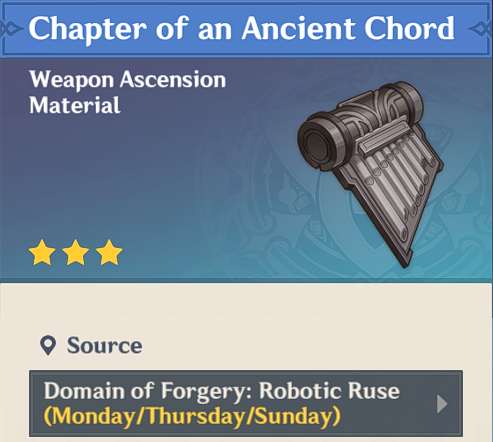 Chapter of an Ancient Chord
Weapon Ascension
Material
Source
Domain of Forgery: Robotic Ruse
(Monday/Thursday/Sunday)